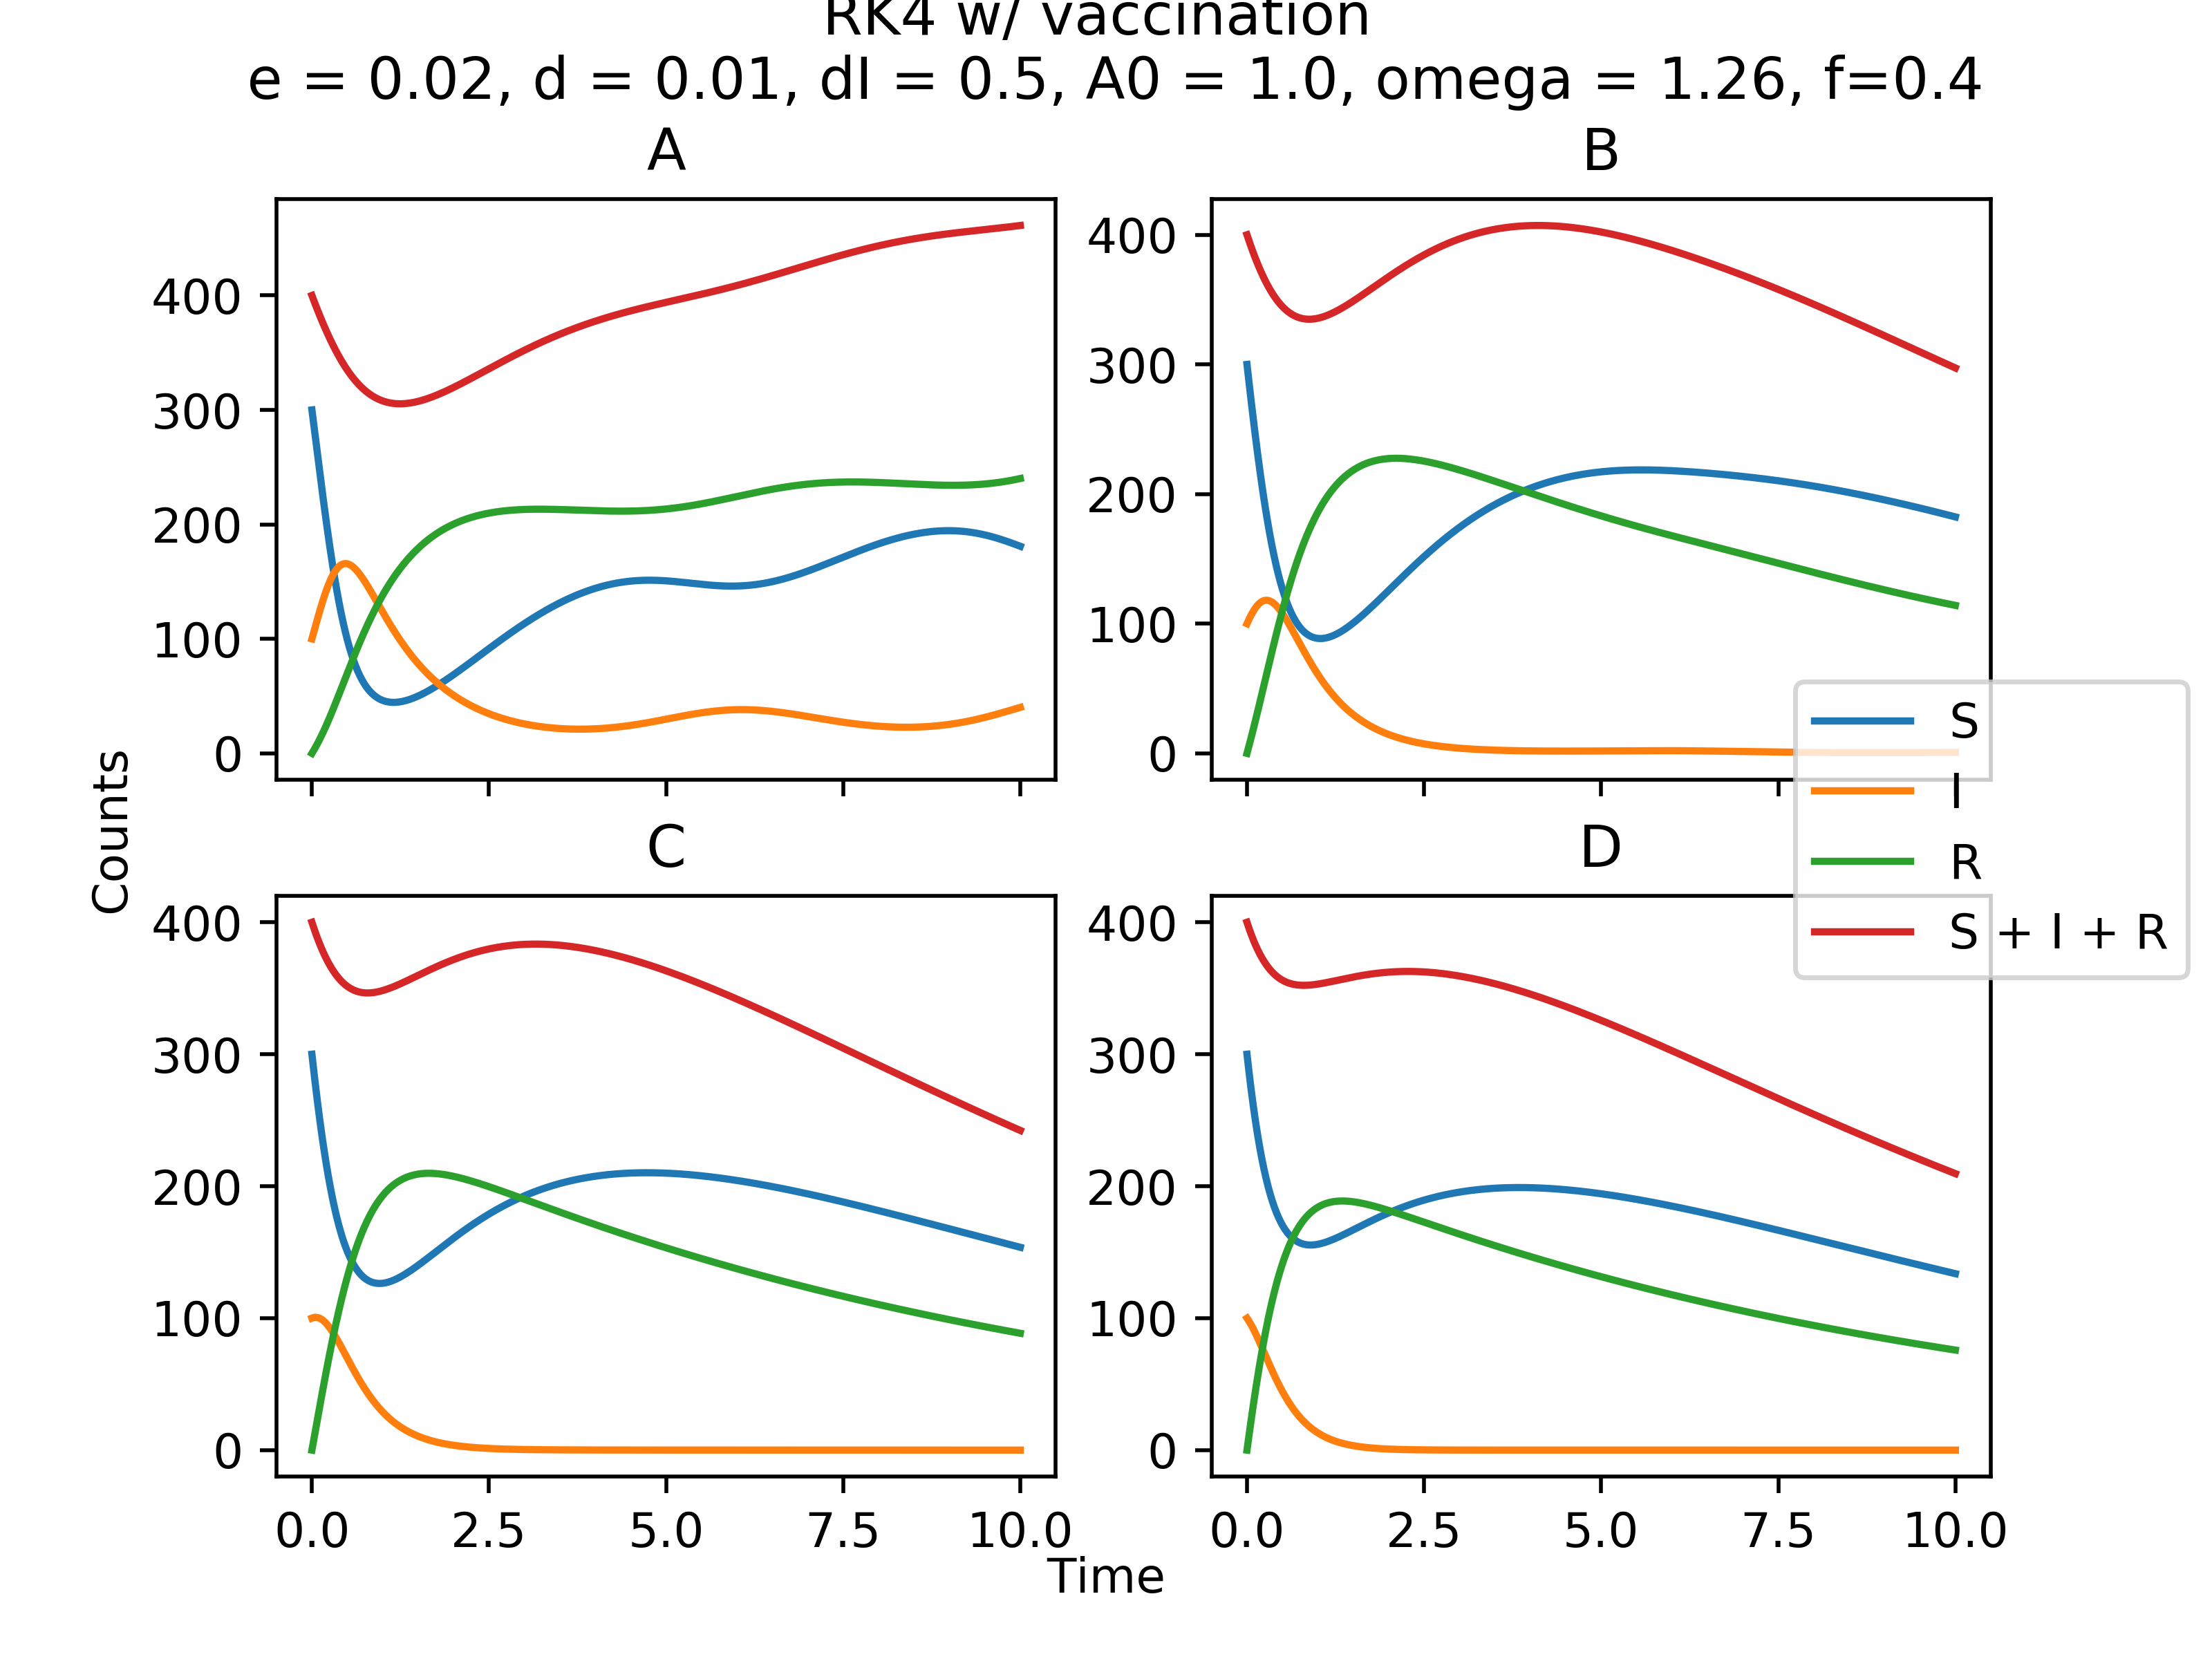 RK4 w/ vaccination
e = 0.02, d = 0.01, dI = 0.5, A0 = 1.0, omega = 1.26, f=0.4
A
400
300
200
100
0
B
400
300
200
100
0
Counts
S
I
R
S + I + R
C
400
300
200
100
0
0.0 2.5 5.0 7.5 10.0
D
400
300
200
100
0
0.0 2.5 5.0 7.5 10.0
Time